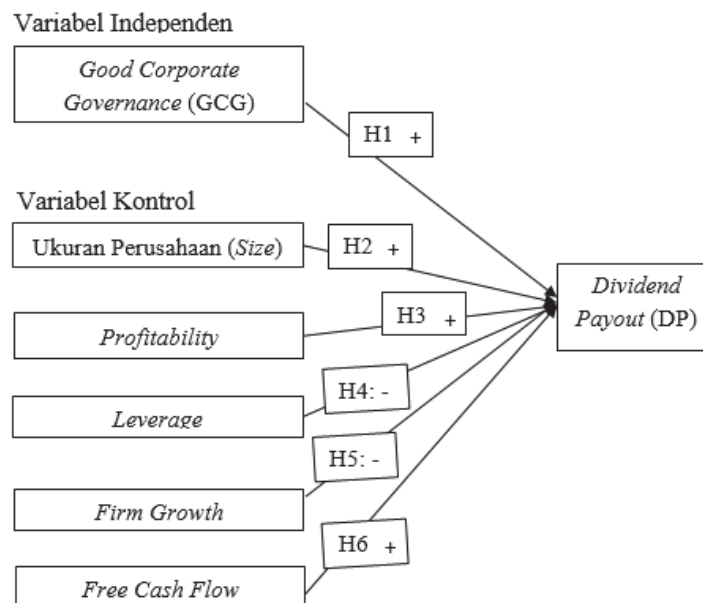 Variabel Independen
Good Corporate
Governance (GCG)
H1 +
Variabel Kontrol
Ukuran Perusahaan (Size)
H2 +
Dividend
Payout (DP)
Profitability
H3 +
Leverage
H4: -
Firm Growth
H5: -
Free Cash Flow
H6 +